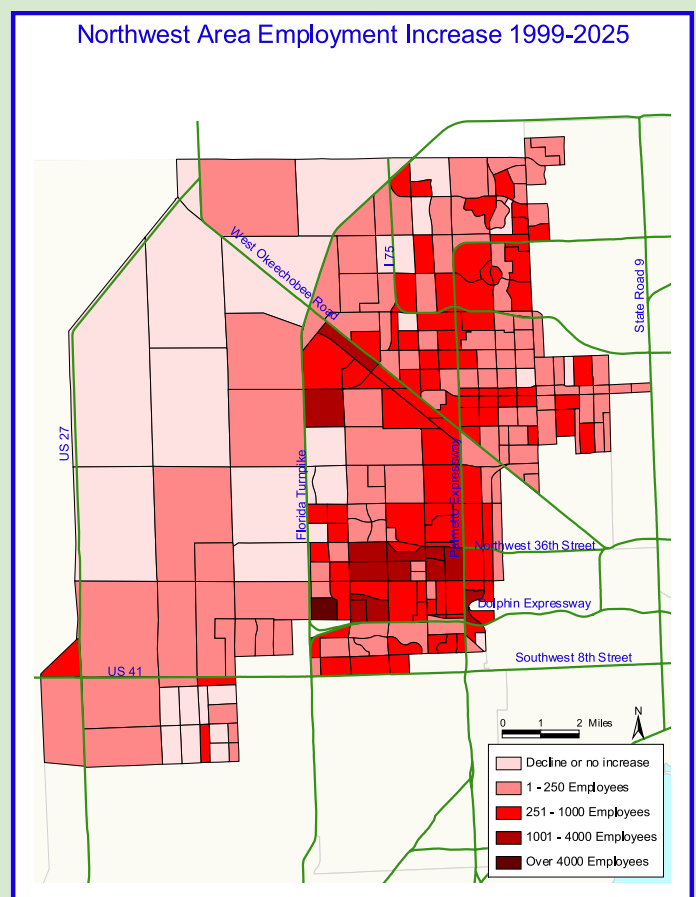 Northwest Area Employment Increase 1999-2025
West Okeechobee Road
I 75
State Road 9
US 27
Florida Turnpike
Palmetto Expressway
Northwest 36th Street
Dolphin Expressway
Southwest 8th Street
US 41
0 1 2 Miles
N
Decline or no increase
1 - 250 Employees
251 - 1000 Employees
1001 - 4000 Employees
Over 4000 Employees